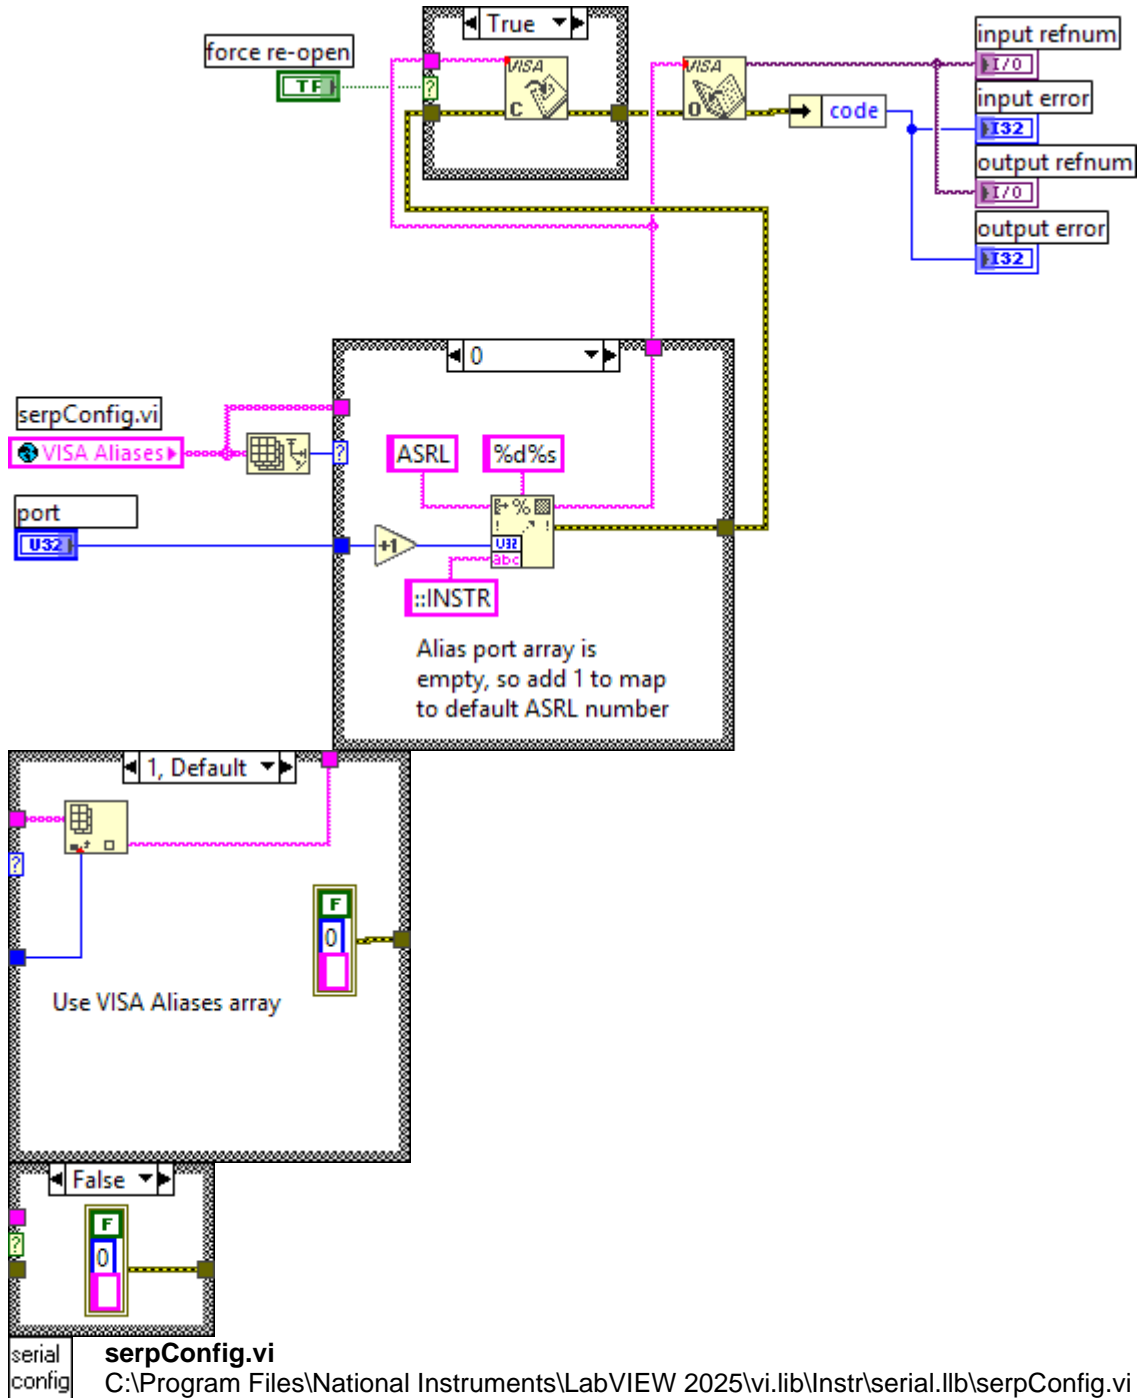 True
force re-open
TF
?
VISA
C
VISA
O
code
input refnum
I/O
input error
I32
output refnum
I/O
output error
I32
0
serpConfig.vi
VISA Aliases
?
ASRL
%d%s
port
U32
+1
%
U32
abc
::INSTR
Alias port array is
empty, so add 1 to map
to default ASRL number
1, Default
?
F
0
Use VISA Aliases array
False
F
?
0
serial
config
serpConfig.vi
C:\Program Files\National Instruments\LabVIEW 2025\vi.lib\Instr\serial.llb\serpConfig.vi